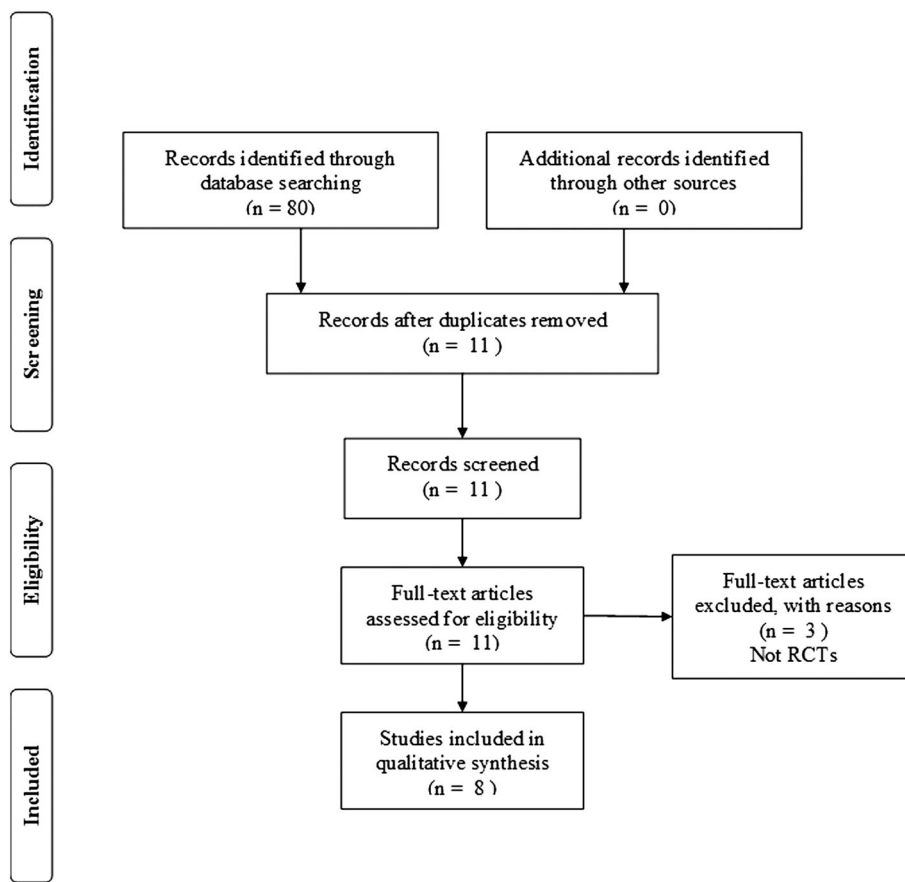 Identification
Records identified through
database searching
(n = 80)
Additional records identified
through other sources
(n = 0)
Screening
Records after duplicates removed
(n = 11 )
Records screened
(n = 11 )
Eligibility
Full-text articles
assessed for eligibility
(n = 11)
Full-text articles
excluded, with reasons
(n = 3 )
Not RCTs
Included
Studies included in
qualitative synthesis
(n = 8 )